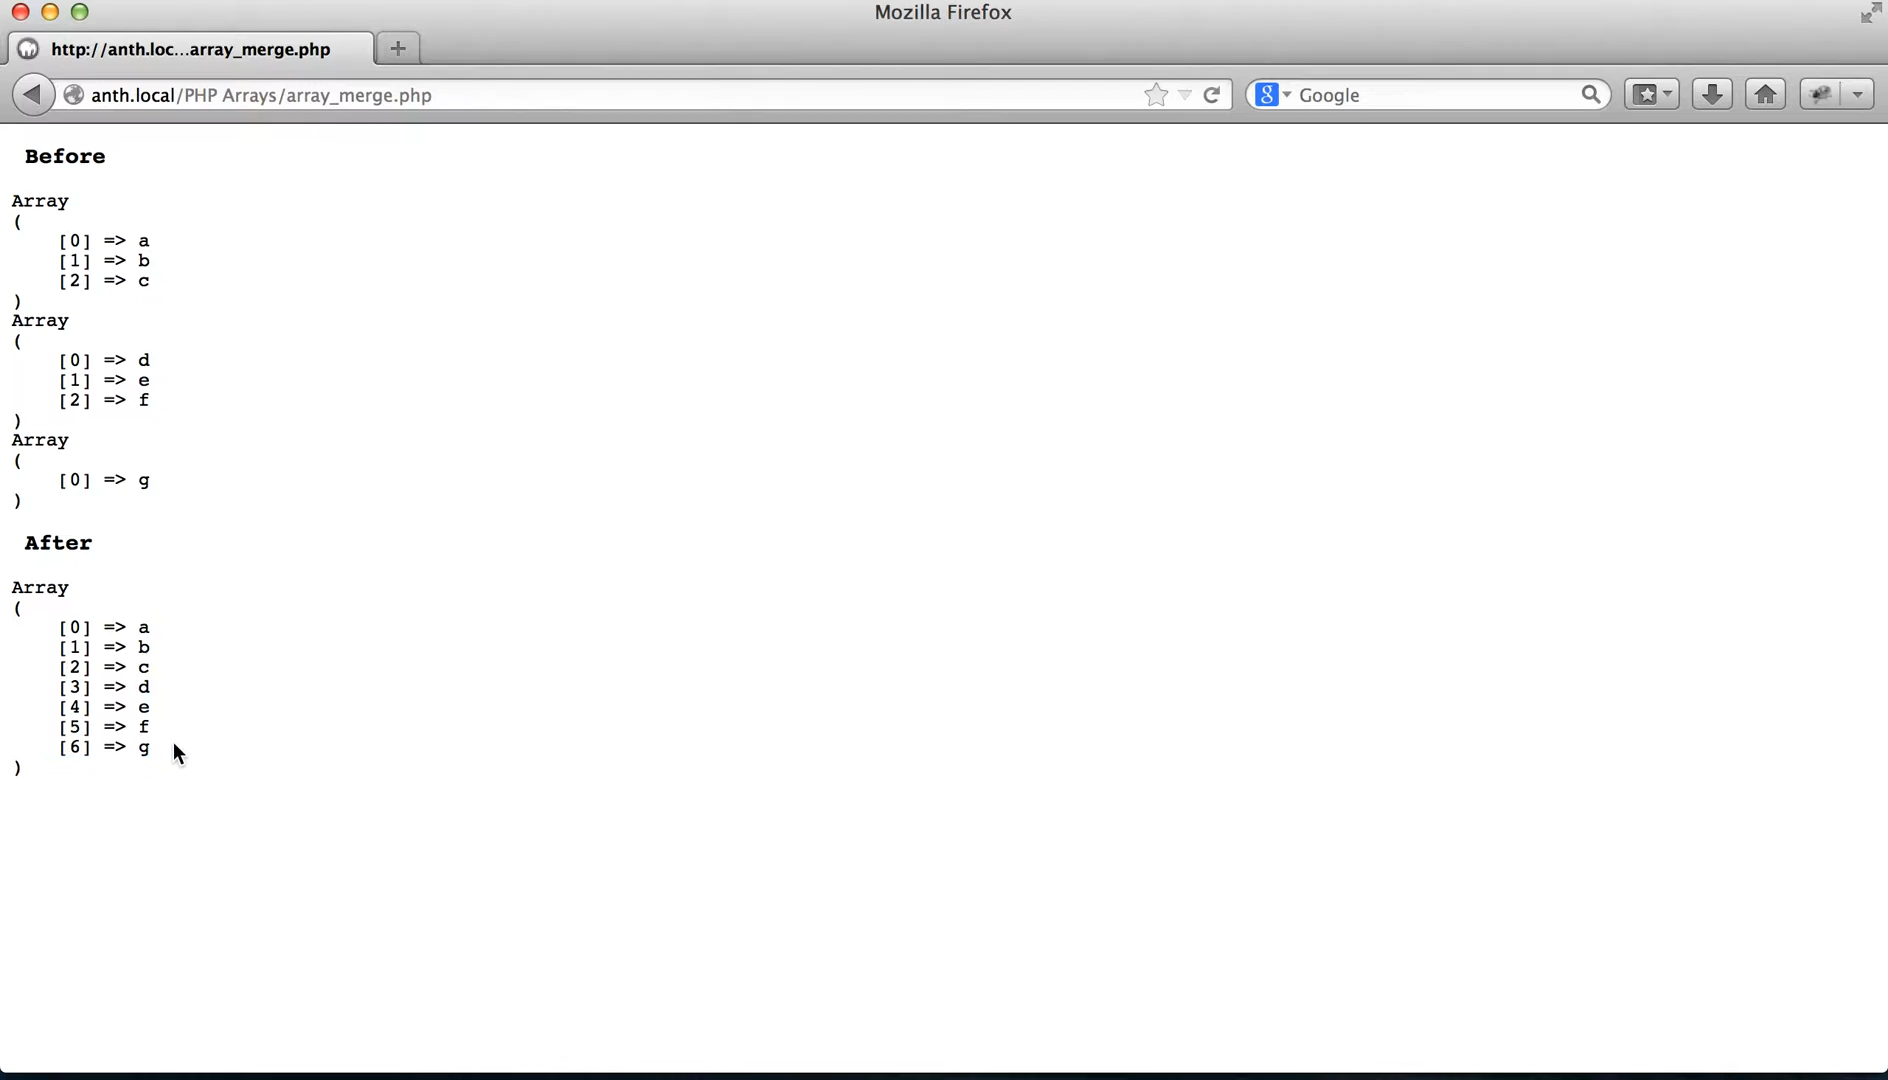 Mozilla Firefox
http://anth.loc...array_merge.php
anth.local/PHP Arrays/array_merge.php
Google
Before
Array
(
[0] => a
[1] => b
[2] => c
)
Array
(
[0] => d
[1] => e
[2] => f
)
Array
(
[0] => g
)
After
Array
(
[0] => a
[1] => b
[2] => c
[3] => d
[4] => e
[5] => f
[6] => g
)